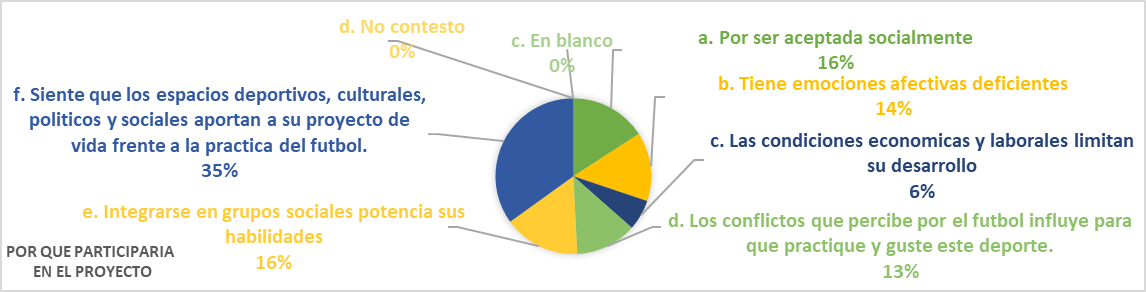 d. No contesto
0%
c. En blanco
0%
a. Por ser aceptada socialmente
16%
b. Tiene emociones afectivas deficientes
14%
c. Las condiciones economicas y laborales limitan
su desarrollo
6%
d. Los conflictos que percibe por el futbol influye para
que practique y guste este deporte.
13%
e. Integrarse en grupos sociales potencia sus
habilidades
16%
f. Siente que los espacios deportivos, culturales,
politicos y sociales aportan a su proyecto de
vida frente a la practica del futbol.
35%
POR QUE PARTICIPARIA
EN EL PROYECTO